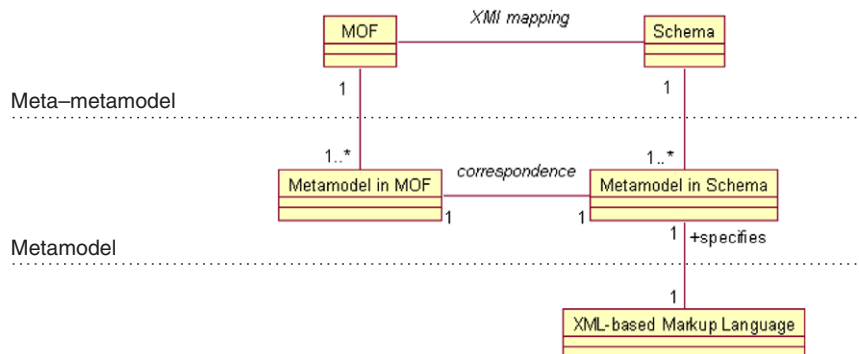 XMI mapping
MOF
Schema
1
1
Meta–metamodel
1..*
1..*
correspondence
Metamodel in MOF
Metamodel in Schema
1
1
1
+specifies
Metamodel
1
XML-based Markup Language